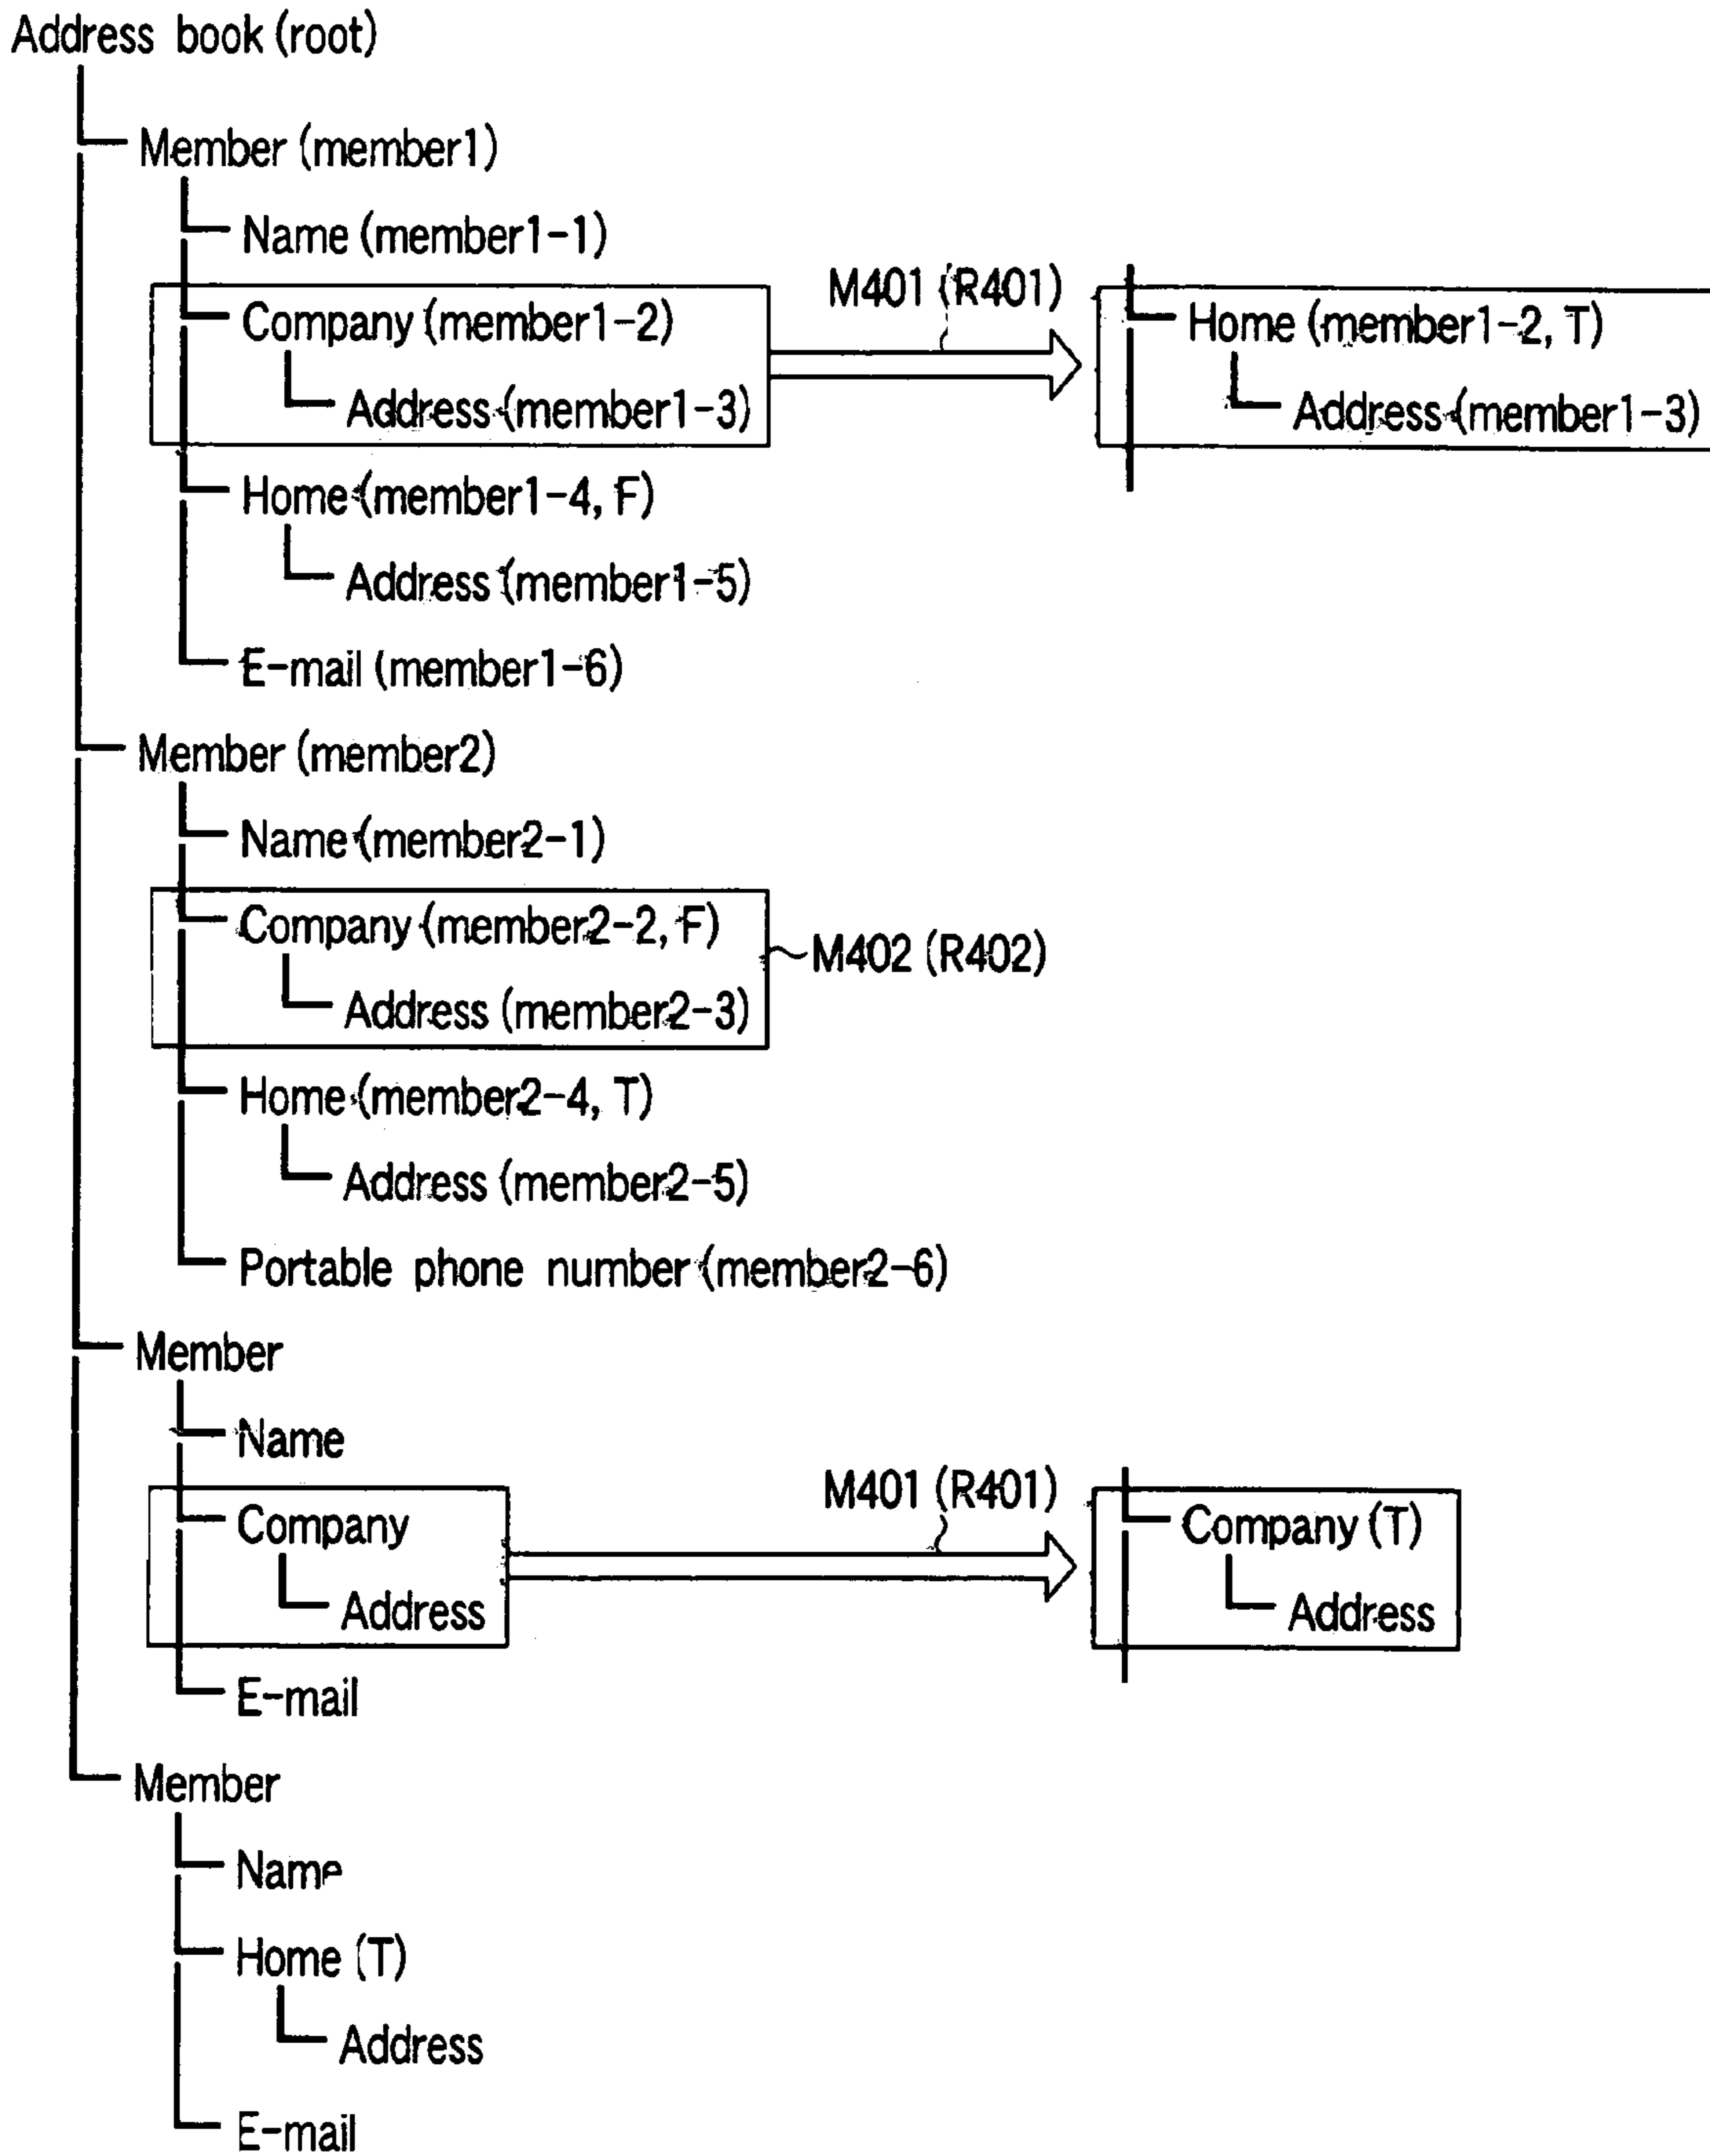 Address book (root)
Member (member1)
Name (member1-1)
M401 (R401)
Company (member1-2)
Home (member1-2, T)
Address (member1-3)
Address (member1-3)
Home (member1-4, F)
Address (member1-5)
E-mail (member1-6)
Member (member2)
Name (member2-1)
Company (member2-2, F)
M402 (R402)
Address (member2-3)
Home (member2-4, T)
Address (member2-5)
Portable phone number (member2-6)
Member
Name
M401 (R401)
Company
Company (T)
Address
Address
E-mail
Member
Name
Home (T)
Address
E-mail